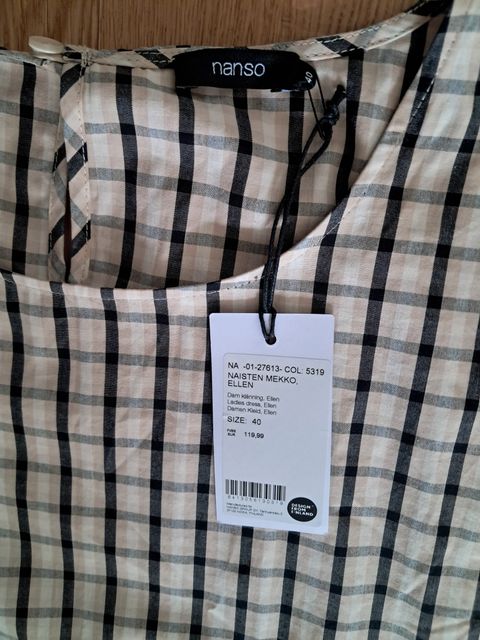 nanso
40
NA -01-27613- COL: 5319
NAISTEN MEKKO,
ELLEN
Dam klänning, Ellen
Ladies dress, Ellen
Damen Kleid, Ellen
SIZE: 40
EUR 119,99
DESIGN
FROM
FINLAND